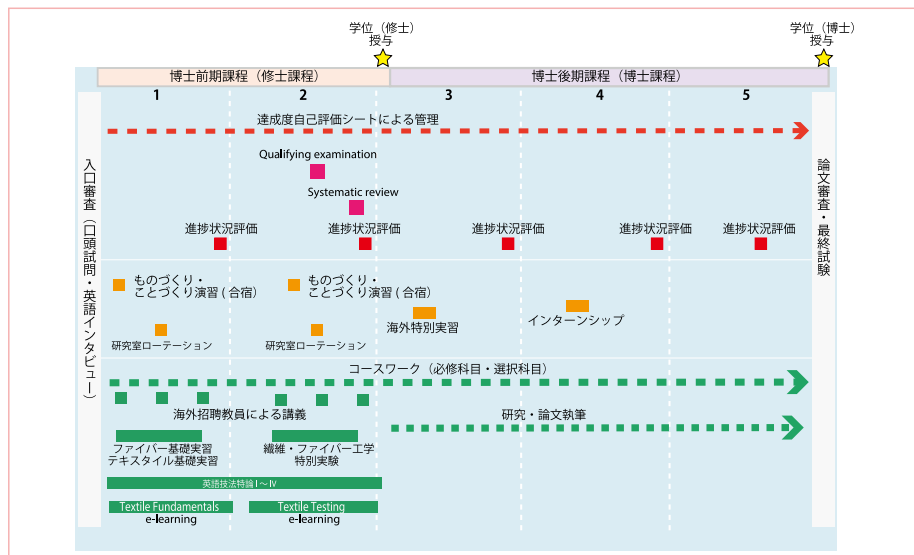 学位（修士）
授与
学位（博士）
授与
博士前期課程（修士課程）
博士後期課程（博士課程）
1
2
3
4
5
入口審査（口頭試問・英語インタビュー）
達成度自己評価シートによる管理
論文審査・最終試験
Qualifying examination
Systematic review
進捗状況評価
進捗状況評価
進捗状況評価
進捗状況評価
進捗状況評価
ものづくり・
ことづくり演習（合宿）
ものづくり・
ことづくり演習 ( 合宿）
海外特別実習
インターンシップ
研究室ローテーション
研究室ローテーション
コースワーク（必修科目・選択科目）
海外招聘教員による講義
研究・論文執筆
ファイバー基礎実習
テキスタイル基礎実習
繊維・ファイバー工学
特別実験
英語技法特論 I ～ IV
Textile Fundamentals
e-learning
Textile Testing
e-learning